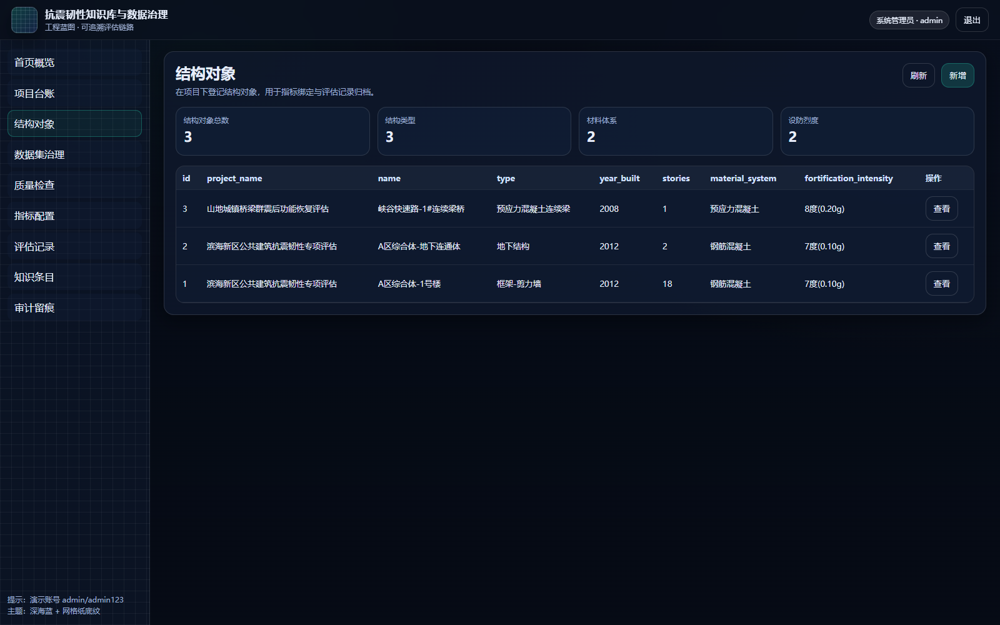 抗震韧性知识库与数据治理
工程蓝图 · 可追溯评估链路
系统管理员 · admin
退出
首页概览
项目台账
结构对象
数据集治理
质量检查
指标配置
评估记录
知识条目
审计留痕
提示：演示账号 admin/admin123
主题：深海蓝 + 网格纸底纹
结构对象
在项目下登记结构对象，用于指标绑定与评估记录归档。
刷新
新增
结构对象总数
3
结构类型
3
材料体系
2
设防烈度
2
id project_name name type year_built stories material_system fortification_intensity 操作
3 山地城镇桥梁群震后功能恢复评估 峡谷快速路-1#连续梁桥 预应力混凝土连续梁 2008 1 预应力混凝土 8度(0.20g) 查看
2 滨海新区公共建筑抗震韧性专项评估 A区综合体-地下连通体 地下结构 2012 2 钢筋混凝土 7度(0.10g) 查看
1 滨海新区公共建筑抗震韧性专项评估 A区综合体-1号楼 框架-剪力墙 2012 18 钢筋混凝土 7度(0.10g) 查看